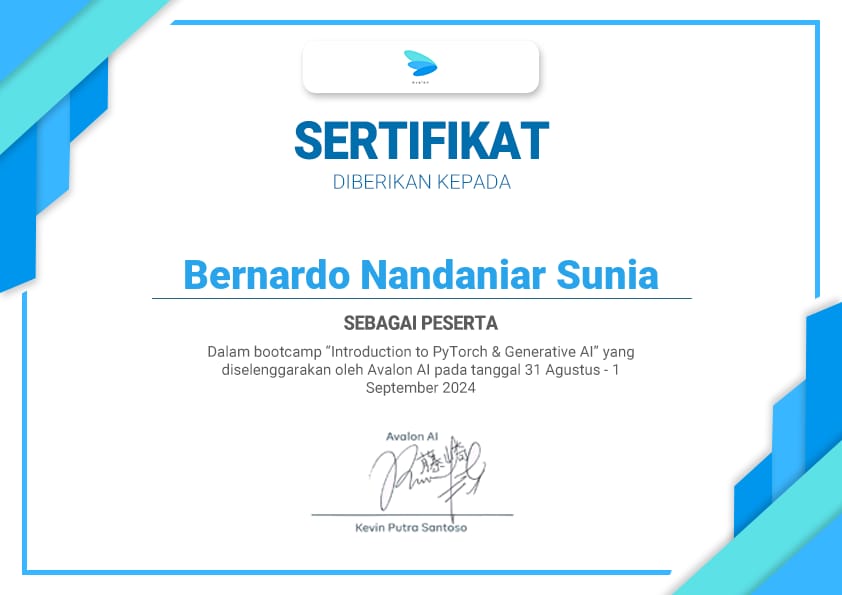 SERTIFIKAT
DIBERIKAN KEPADA
Bernardo Nandaniar Sunia
SEBAGAI PESERTA
Dalam bootcamp “Introduction to PyTorch & Generative AI” yang
diselenggarakan oleh Avalon AI pada tanggal 31 Agustus - 1
September 2024
Avalon AI
Kevin Putra Santoso